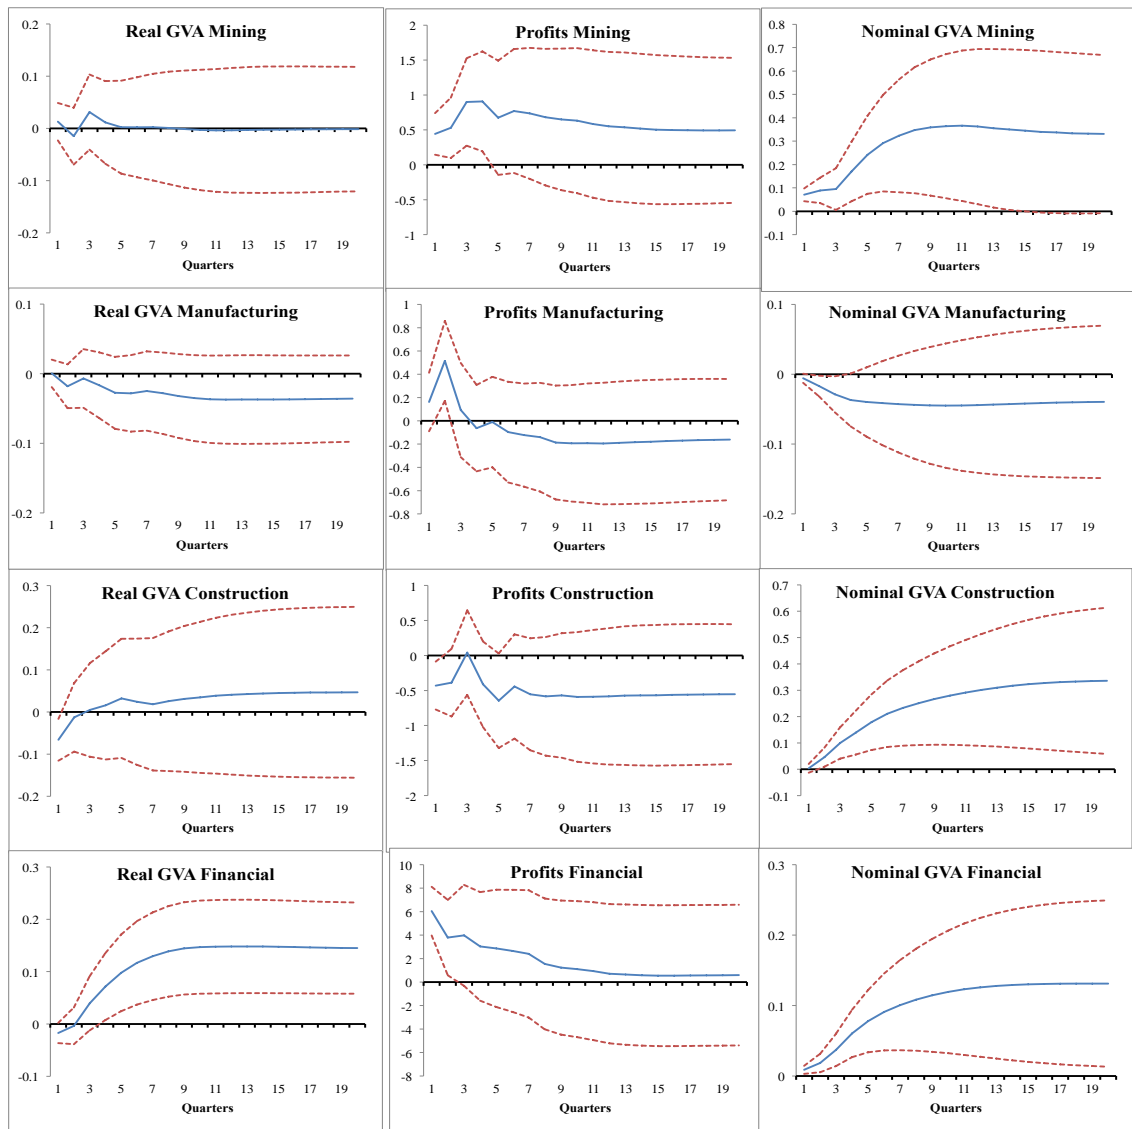 Real GVA Mining
0.2
0.1
0
-0.1
-0.2
1 3 5 7 9 11 13 15 17 19
Quarters
Profits Mining
2
1.5
1
0.5
0
-0.5
-1
1 3 5 7 9 11 13 15 17 19
Quarters
Nominal GVA Mining
0.8
0.7
0.6
0.5
0.4
0.3
0.2
0.1
0
-0.1
1 3 5 7 9 11 13 15 17 19
Quarters
Real GVA Manufacturing
0.1
0
-0.1
-0.2
1 3 5 7 9 11 13 15 17 19
Quarters
Profits Manufacturing
1
0.8
0.6
0.4
0.2
0
-0.2
-0.4
-0.6
-0.8
1 3 5 7 9 11 13 15 17 19
Quarters
Nominal GVA Manufacturing
0.1
0
-0.1
-0.2
1 3 5 7 9 11 13 15 17 19
Quarters
Real GVA Construction
0.3
0.2
0.1
0
-0.1
-0.2
1 3 5 7 9 11 13 15 17 19
Quarters
Profits Construction
1
0.5
0
-0.5
-1
-1.5
-2
1 3 5 7 9 11 13 15 17 19
Quarters
Nominal GVA Construction
0.7
0.6
0.5
0.4
0.3
0.2
0.1
0
-0.1
1 3 5 7 9 11 13 15 17 19
Quarters
Real GVA Financial
0.3
0.2
0.1
0
-0.1
1 3 5 7 9 11 13 15 17 19
Quarters
Profits Financial
10
8
6
4
2
0
-2
-4
-6
-8
1 3 5 7 9 11 13 15 17 19
Quarters
Nominal GVA Financial
0.3
0.2
0.1
0
1 3 5 7 9 11 13 15 17 19
Quarters